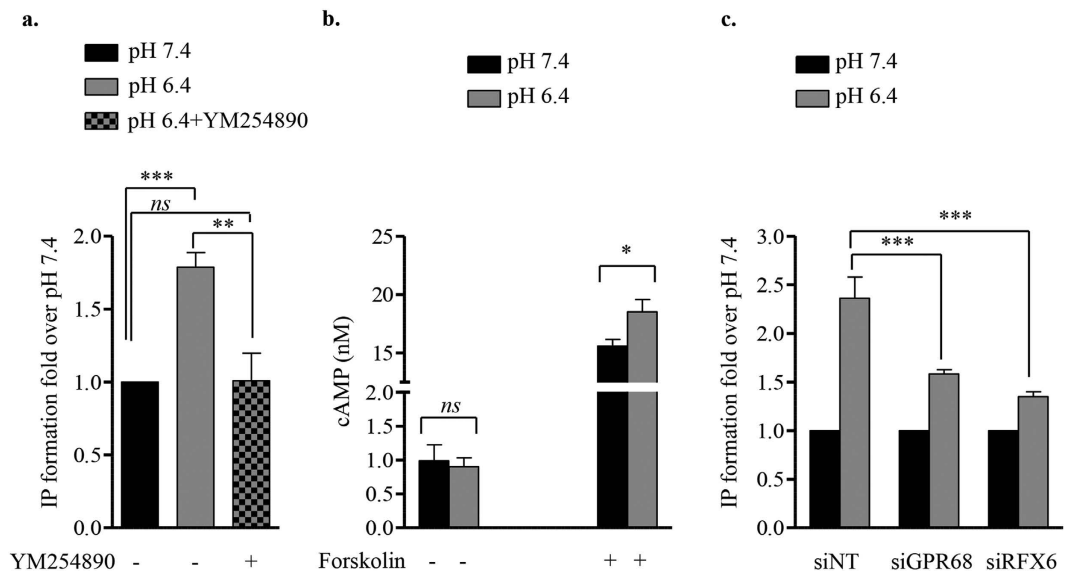 a.
pH 7.4
pH 6.4
pH 6.4+YM254890
***
ns
**
IP formation fold over pH 7.4
2.0
1.5
1.0
0.5
0.0
YM254890 - - +
b.
pH 7.4
pH 6.4
*
ns
cAMP (nM)
25
20
15
2.0
1.5
1.0
0.5
0.0
Forskolin - - + +
c.
pH 7.4
pH 6.4
***
***
IP formation fold over pH 7.4
3.0
2.5
2.0
1.5
1.0
0.5
0.0
siNT siGPR68 siRFX6